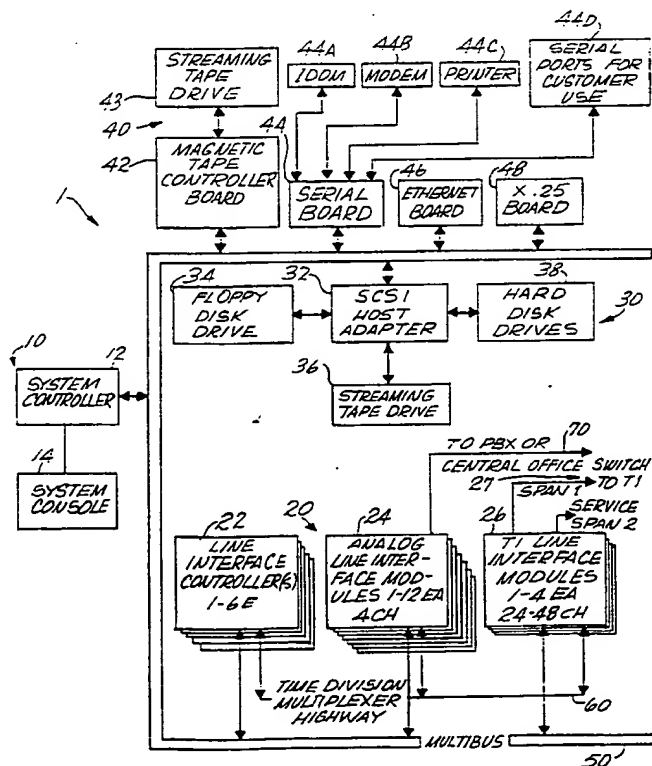 STREAMING
TAPE
DRIVE
43
40
42
MAGNETIC
TAPE
CONTROLLER
BOARD
1
44A
IDDM
44B
MODEM
44C
PRINTER
44D
SERIAL
PORTS FOR
CUSTOMER
USE
44
SERIAL
BOARD
46
ETHERNET
BOARD
48
X.25
BOARD
34
FLOPPY
DISK
DRIVE
32
SCSI
HOST
ADAPTER
38
HARD
DISK
DRIVES
30
36
STREAMING
TAPE DRIVE
10
12
SYSTEM
CONTROLLER
14
SYSTEM
CONSOLE
TO PBX OR
70
CENTRAL OFFICE SWITCH
27
TO T1
SPAN 1
SERVICE
SPAN 2
22
LINE
INTERFACE
CONTROLLER(S)
1-6E
20
24
ANALOG
LINE INTER-
FACE MOD-
ULES 1-12EA
4CH
26
T1 LINE
INTERFACE
MODULES
1-4 EA
24-48CH
TIME DIVISION
MULTIPLEXER
HIGHWAY
60
MULTIBUS
50